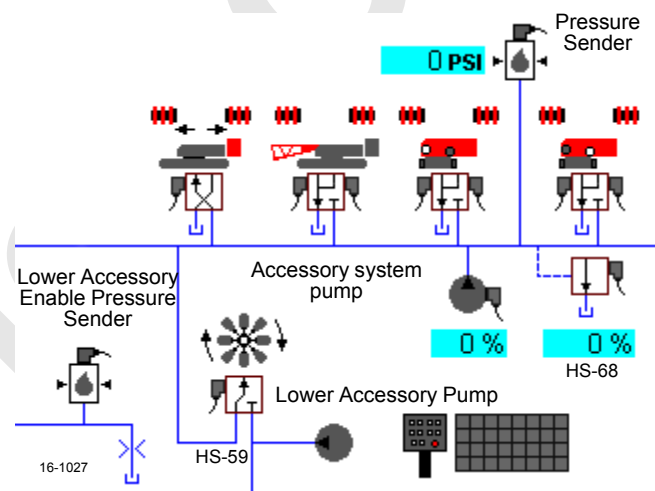 Pressure
Sender
0 PSI
Lower Accessory
Enable Pressure
Sender
Accessory system
pump
0 %
0 %
HS-68
Lower Accessory Pump
HS-59
16-1027